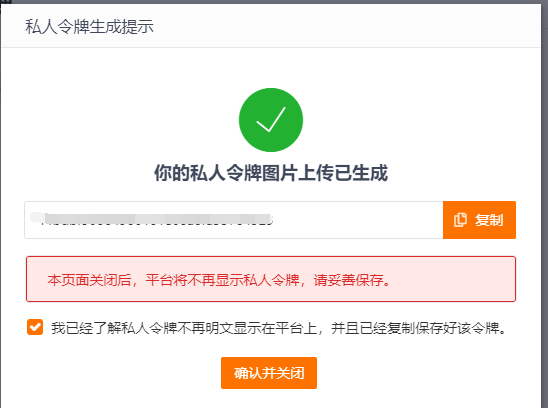 私人令牌生成提示
你的私人令牌图片上传已生成
复制
本页面关闭后，平台将不再显示私人令牌，请妥善保存。
我已经了解私人令牌不再明文显示在平台上，并且已经复制保存好该令牌。
确认并关闭